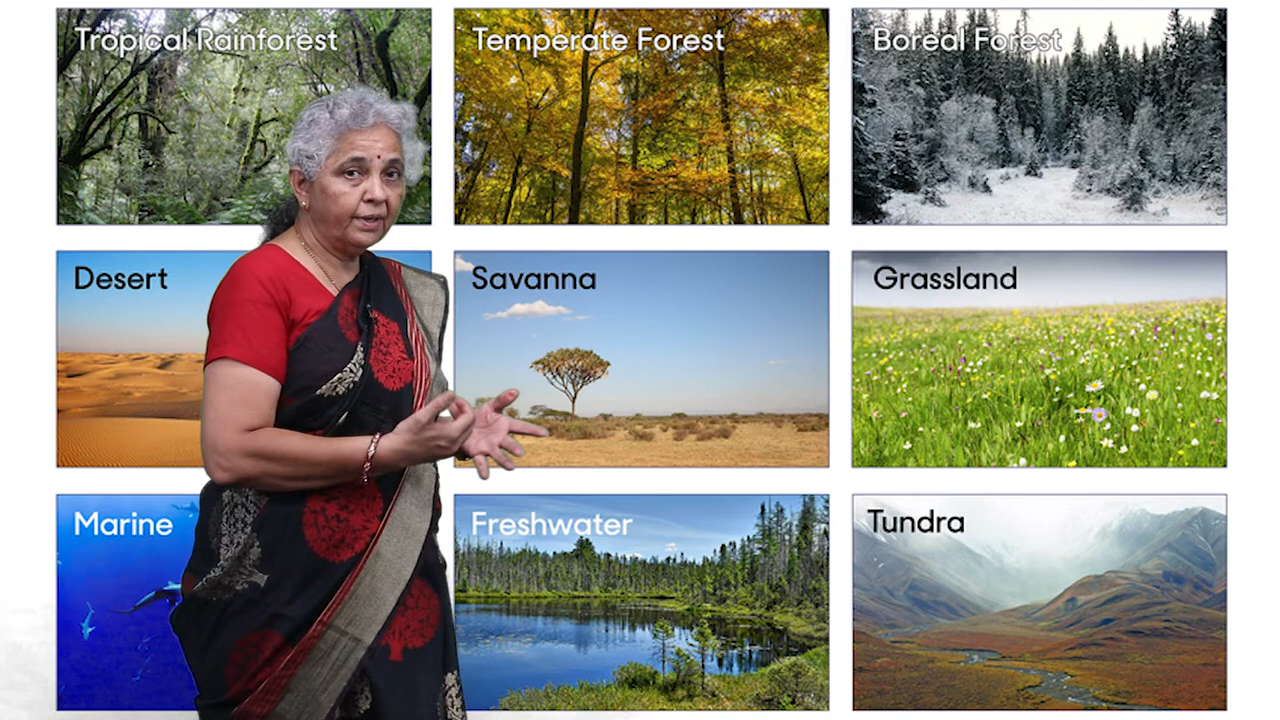 Tropical Rainforest
Temperate Forest
Boreal Forest
Desert
Savanna
Grassland
Marine
Freshwater
Tundra